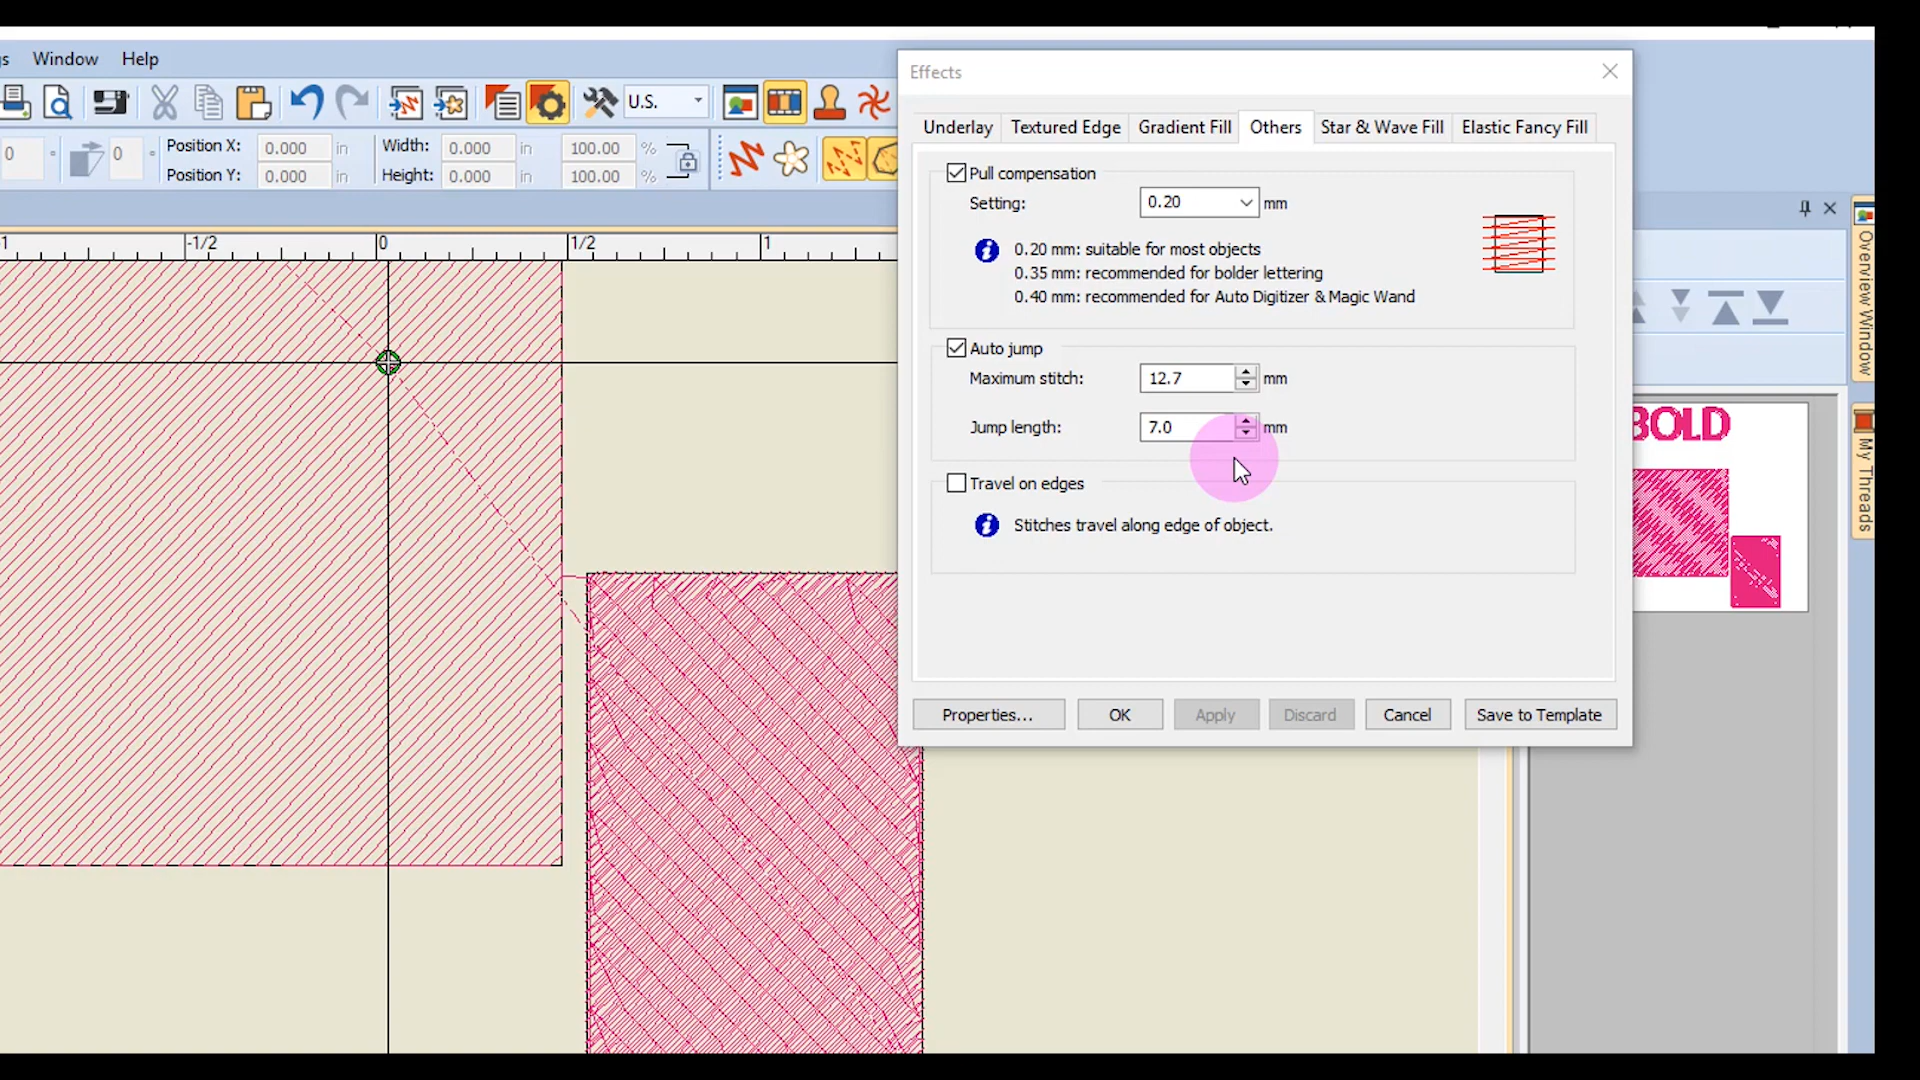 s Window Help
U.S.
0 ° 0 ° Position X: 0.000 in Width: 0.000 in 100.00 %
Position Y: 0.000 in Height: 0.000 in 100.00 %
1 -1/2 0 1/2 1
Effects
Underlay Textured Edge Gradient Fill Others Star & Wave Fill Elastic Fancy Fill
Pull compensation
Setting: 0.20 mm
0.20 mm: suitable for most objects
0.35 mm: recommended for bolder lettering
0.40 mm: recommended for Auto Digitizer & Magic Wand
Auto jump
Maximum stitch: 12.7 mm
Jump length: 7.0 mm
Travel on edges
Stitches travel along edge of object.
Properties... OK Apply Discard Cancel Save to Template
BOLD
Overview Window
My Threads